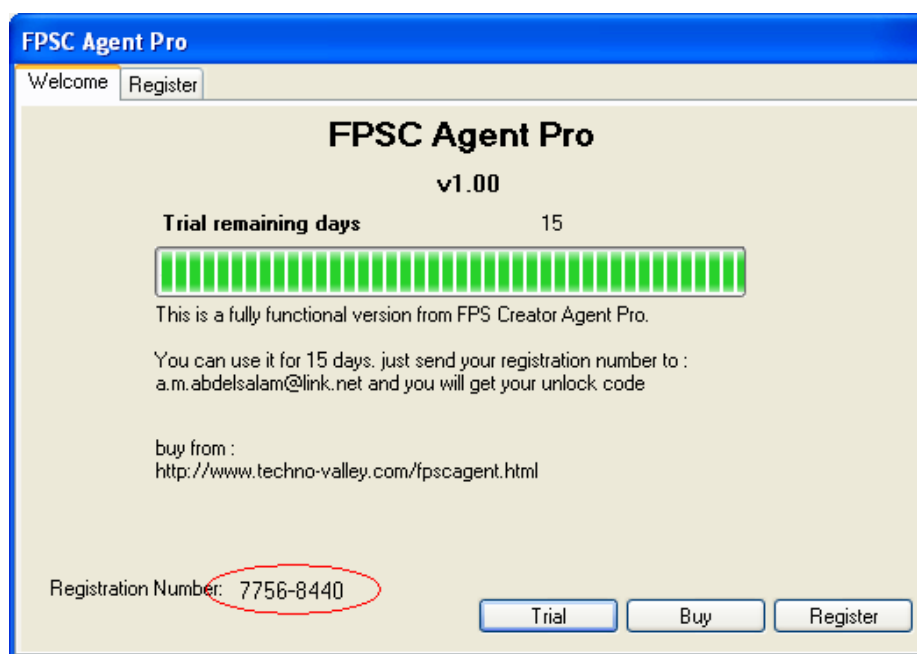 FPSC Agent Pro
Welcome
Register
FPSC Agent Pro
v1.00
Trial remaining days 15
This is a fully functional version from FPS Creator Agent Pro.
You can use it for 15 days. just send your registration number to :
a.m.abdelsalam@link.net and you will get your unlock code
buy from :
http://www.techno-valley.com/fpscagent.html
Registration Number: 7756-8440
Trial
Buy
Register